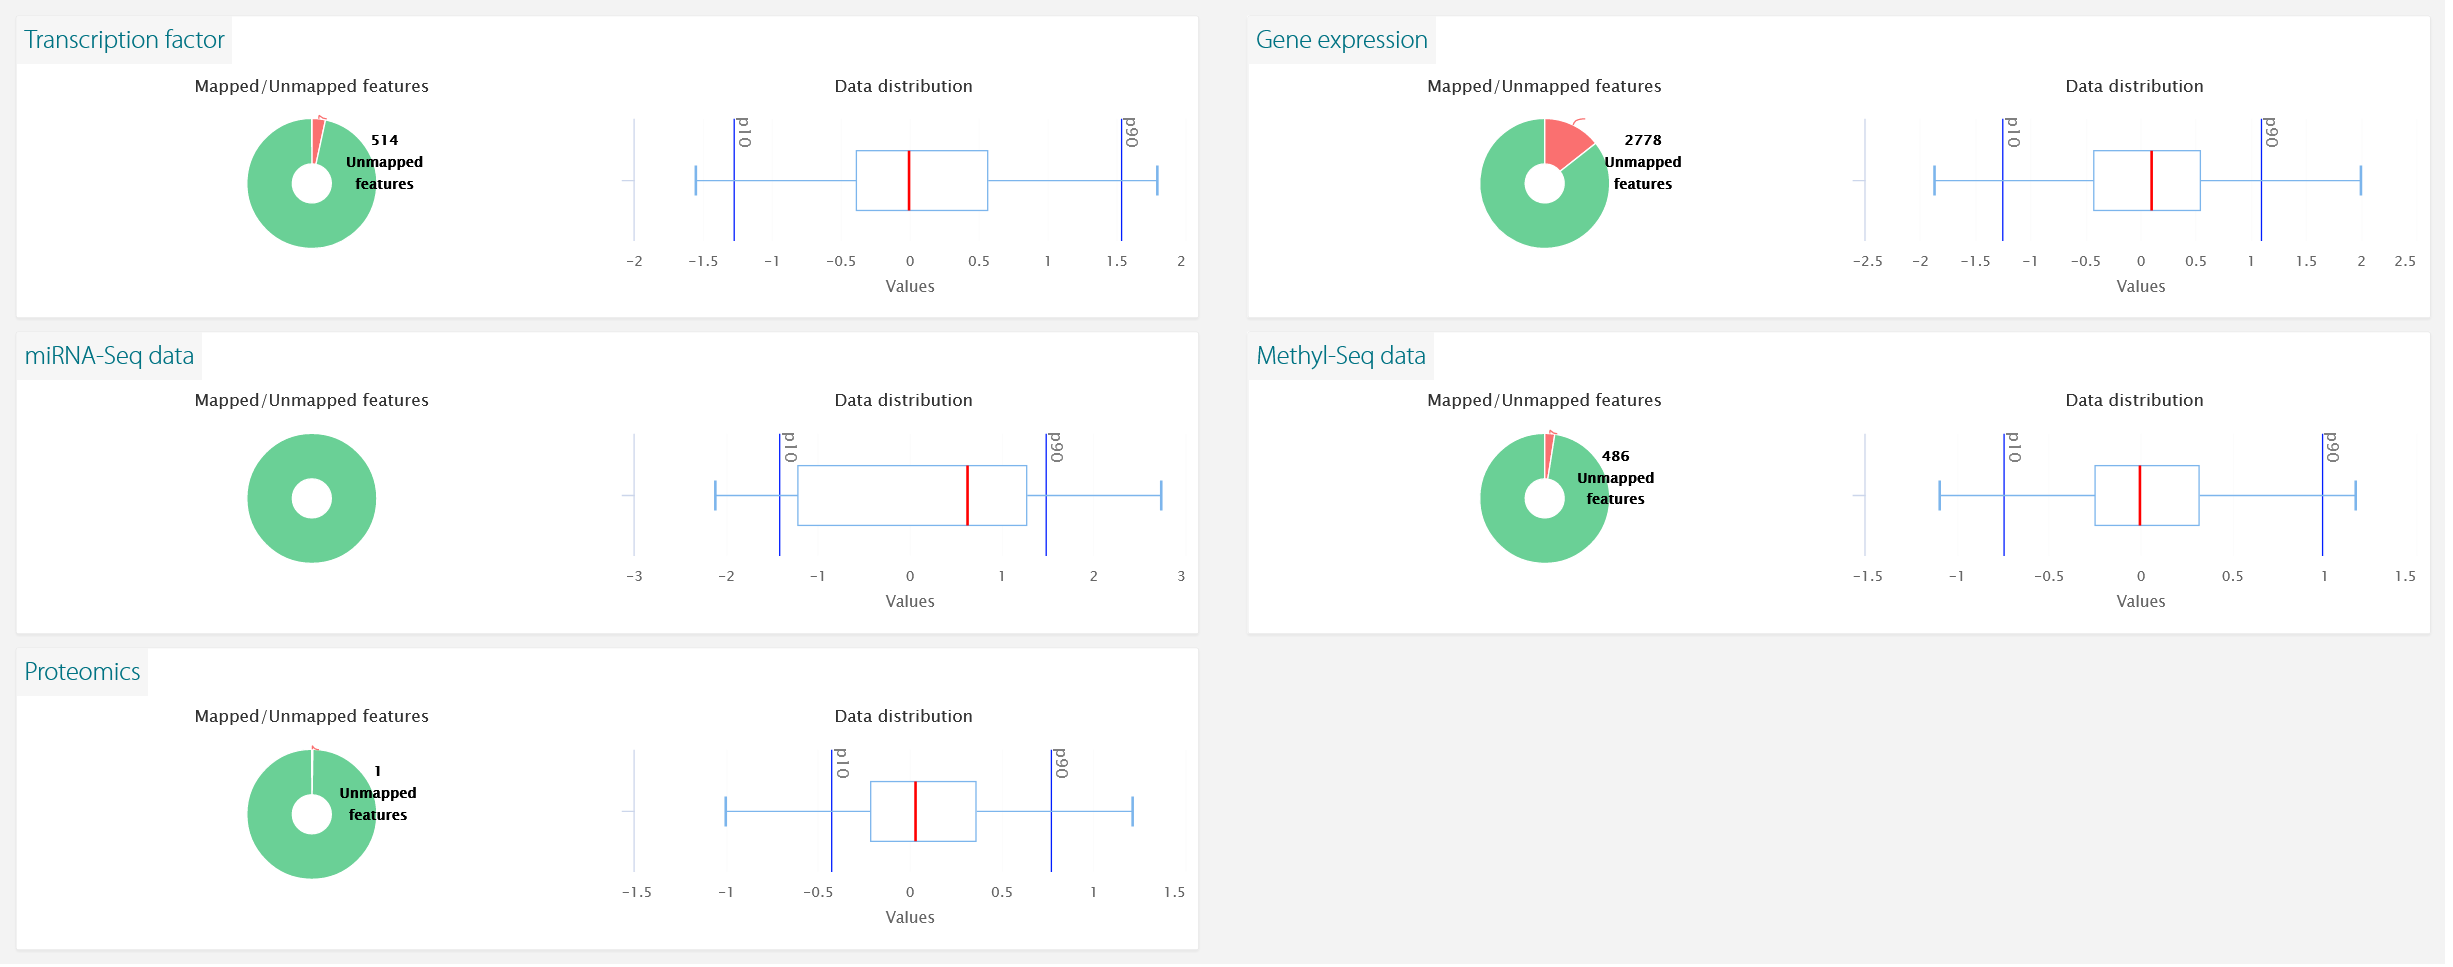 Transcription factor
Mapped/Unmapped features
514
Unmapped
features
Data distribution
p10
p90
-2 -1.5 -1 -0.5 0 0.5 1 1.5 2
Values
Gene expression
Mapped/Unmapped features
2778
Unmapped
features
Data distribution
p10
p90
-2.5 -2 -1.5 -1 -0.5 0 0.5 1 1.5 2 2.5
Values
miRNA-Seq data
Mapped/Unmapped features
Data distribution
p10
p90
-3 -2 -1 0 1 2 3
Values
Methyl-Seq data
Mapped/Unmapped features
486
Unmapped
features
Data distribution
p10
p90
-1.5 -1 -0.5 0 0.5 1 1.5
Values
Proteomics
Mapped/Unmapped features
1
Unmapped
features
Data distribution
p10
p90
-1.5 -1 -0.5 0 0.5 1 1.5
Values